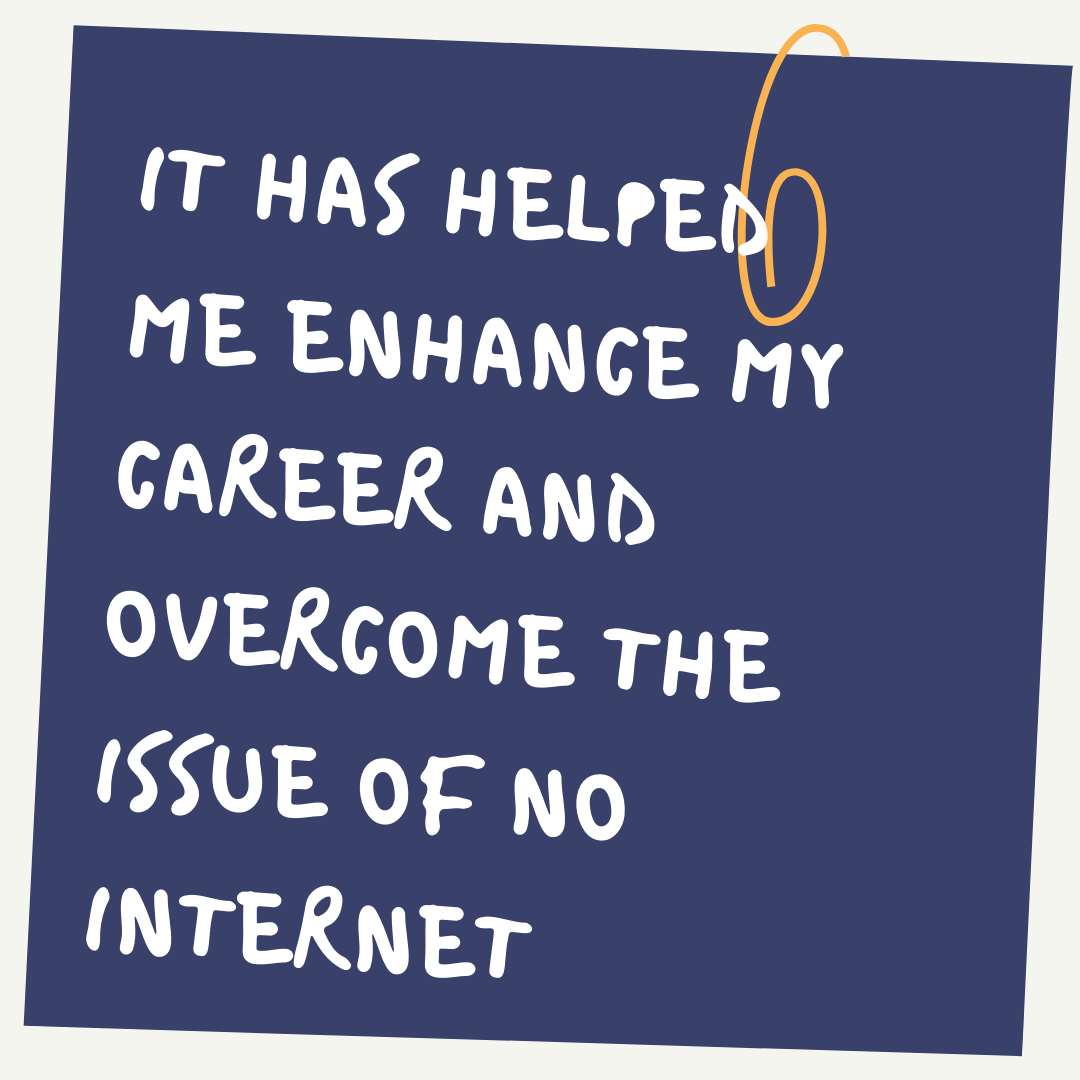 IT HAS HELPED
ME ENHANCE MY
CAREER AND
OVERCOME THE
ISSUE OF NO
INTERNET